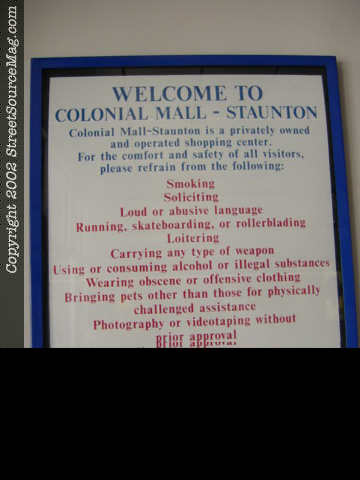 WELCOME TO
COLONIAL MALL - STAUNTON
Colonial Mall-Staunton is a privately owned
and operated shopping center.
For the comfort and safety of all visitors,
please refrain from the following:
Smoking
Soliciting
Loud or abusive language
Running, skateboarding, or rollerblading
Loitering
Carrying any type of weapon
Using or consuming alcohol or illegal substances
Wearing obscene or offensive clothing
Bringing pets other than those for physically
challenged assistance
Photography or videotaping without
prior approval
Copyright 2002 StreetSourceMag.com